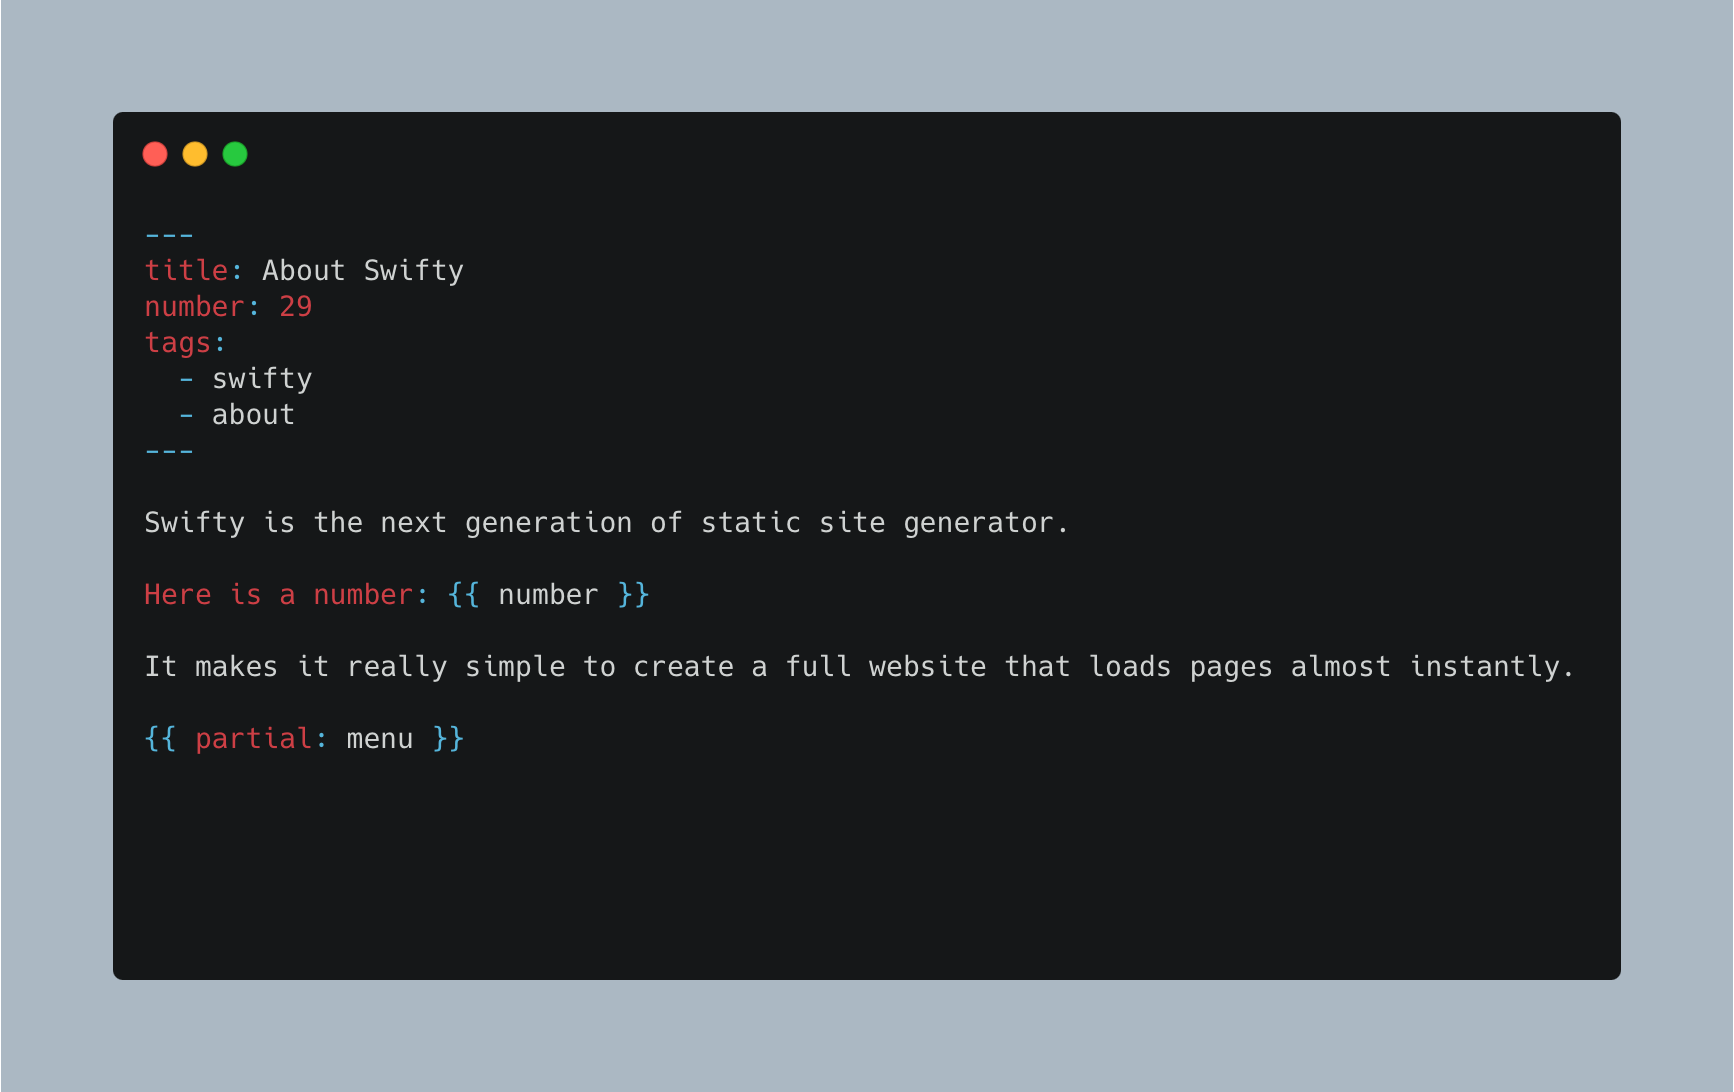 ---
title: About Swifty
number: 29
tags:
  - swifty
  - about
---
Swifty is the next generation of static site generator.
Here is a number: {{ number }}
It makes it really simple to create a full website that loads pages almost instantly.
{{ partial: menu }}